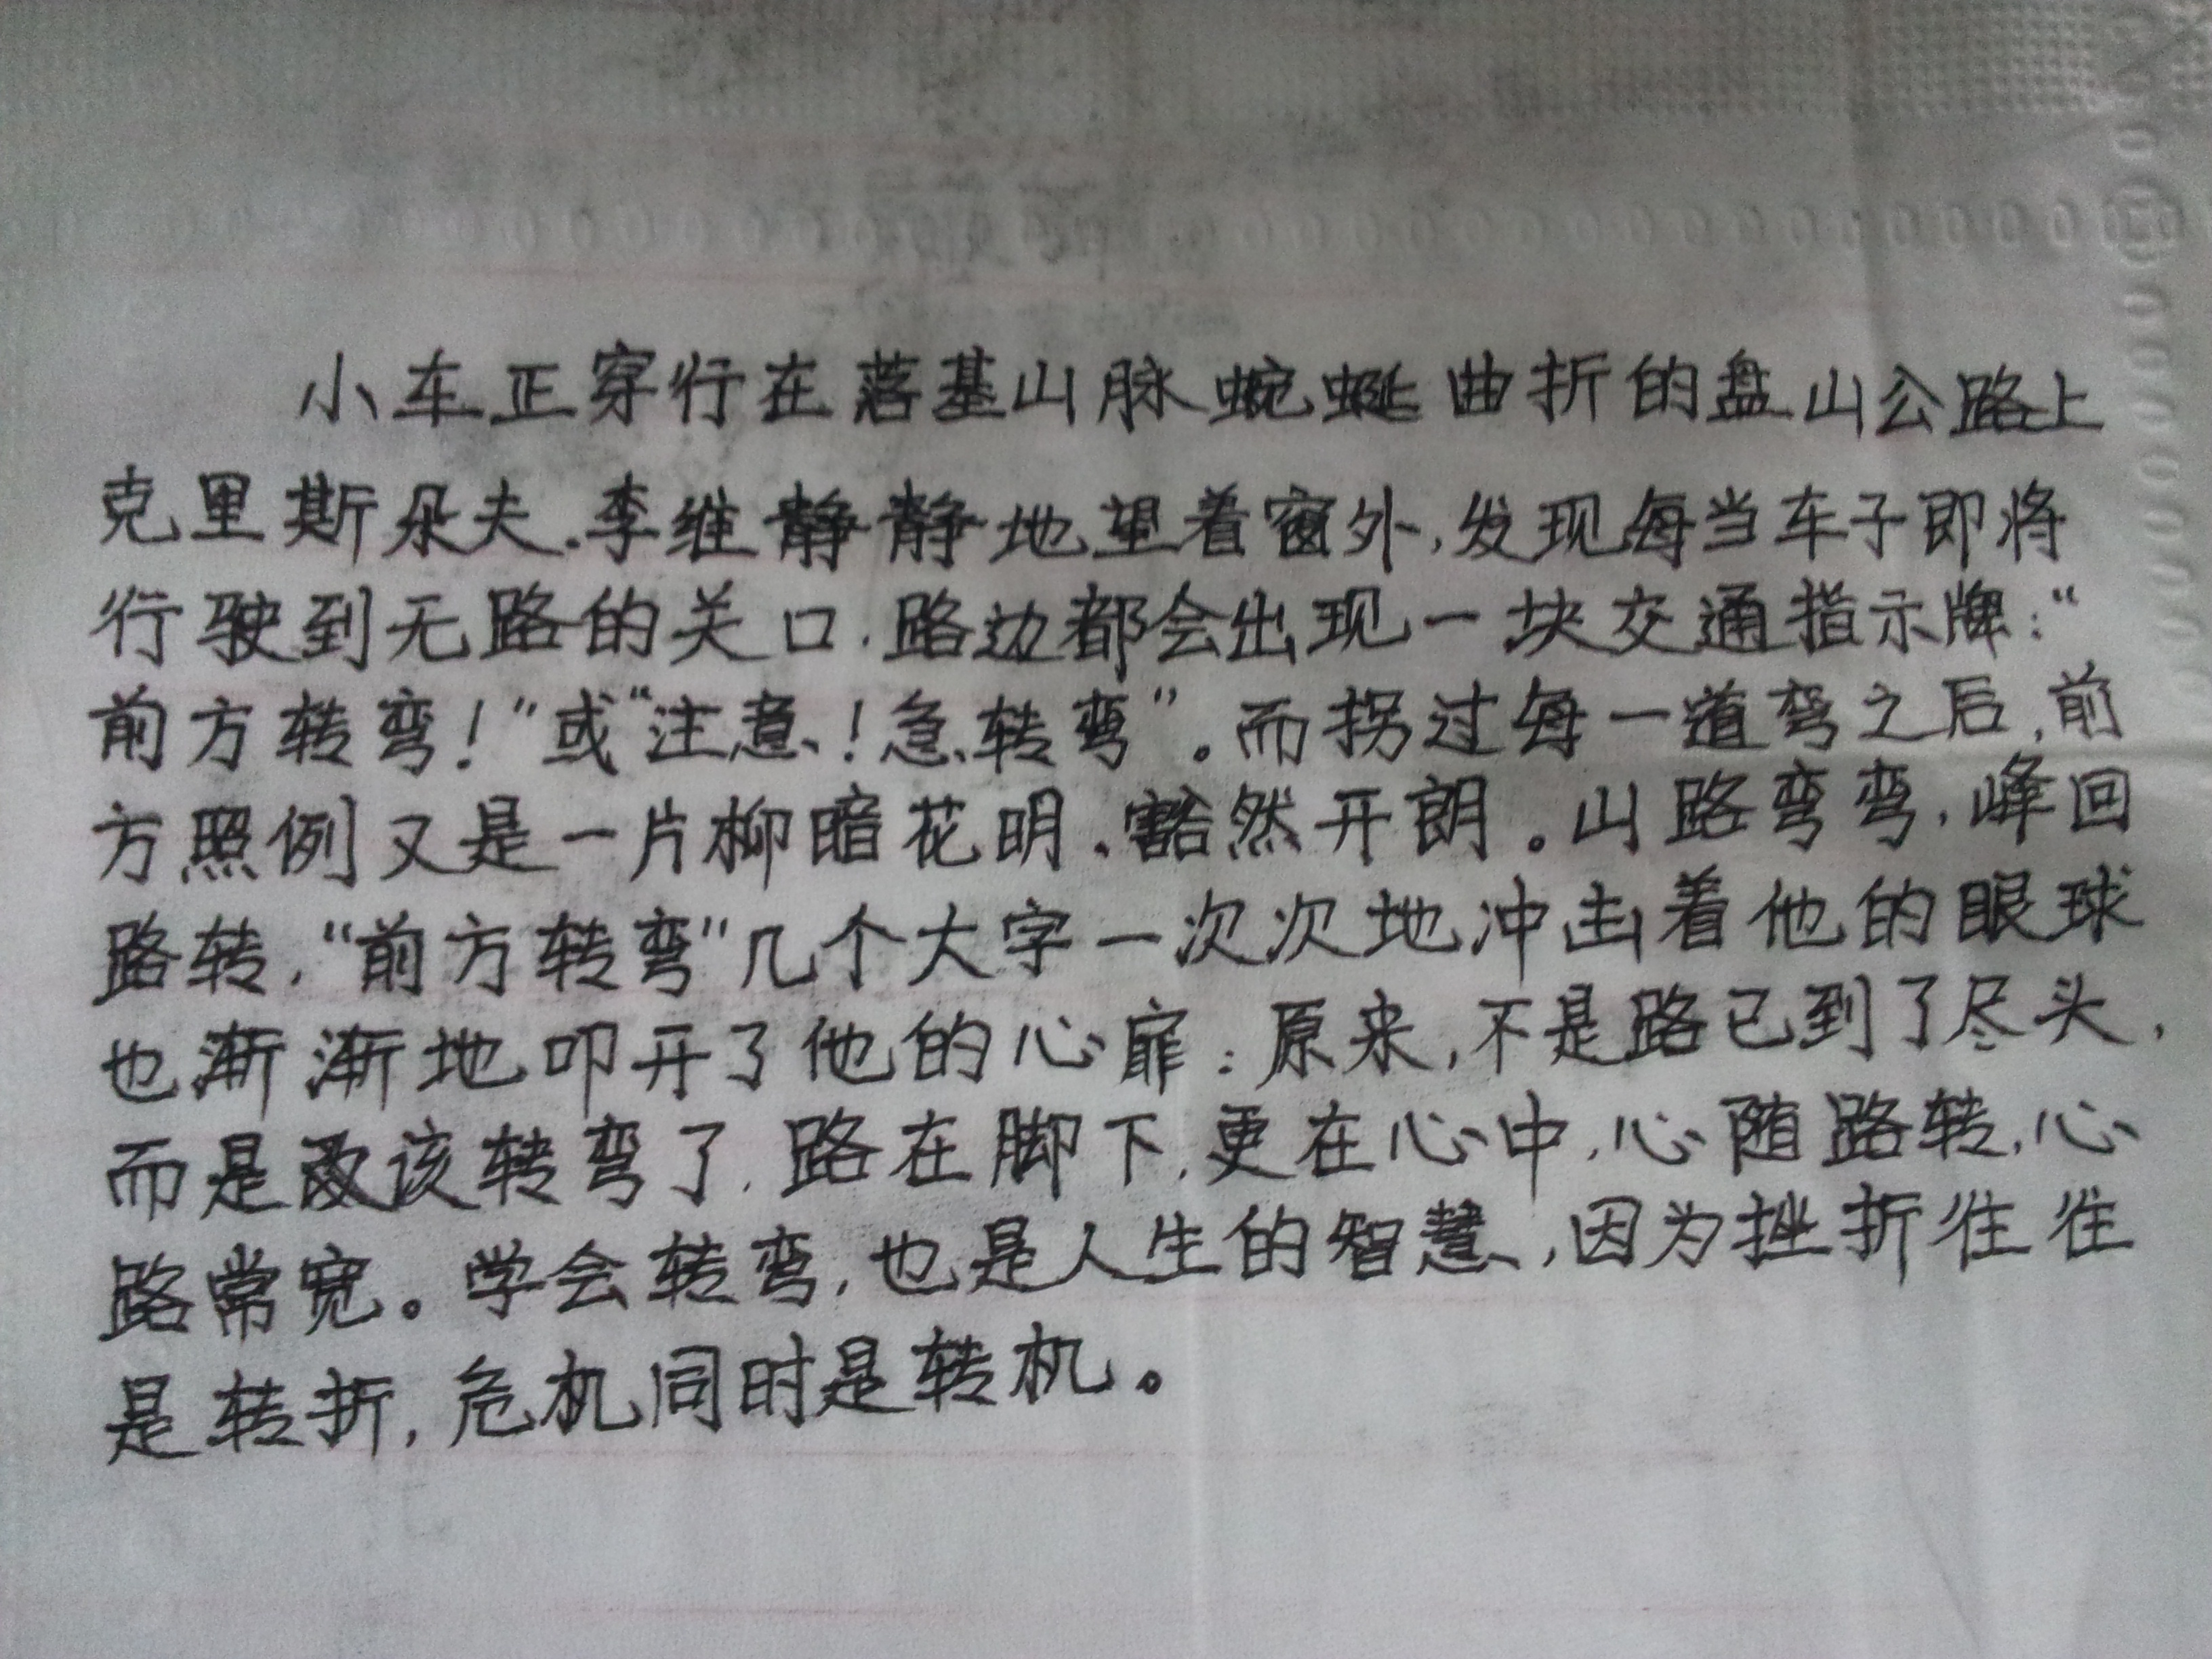 小车正穿行在落基山脉蜿蜒曲折的盘山公路上
克里斯朵夫.李维静静地望着窗外,发现每当车子即将
行驶到无路的关口.路边都会出现一块交通指示牌:“
前方转弯!”或“注意!急转弯”。而拐过每一道弯之后,前
方照例又是一片柳暗花明、豁然开朗。山路弯弯,峰回
路转,“前方转弯”几个大字一次次地冲击着他的眼球
也渐渐地叩开了他的心扉:原来,不是路已到了尽头,
而是该转弯了.路在脚下,更在心中,心随路转,心
路常宽。学会转弯,也是人生的智慧,因为挫折往往
是转折,危机同时是转机。